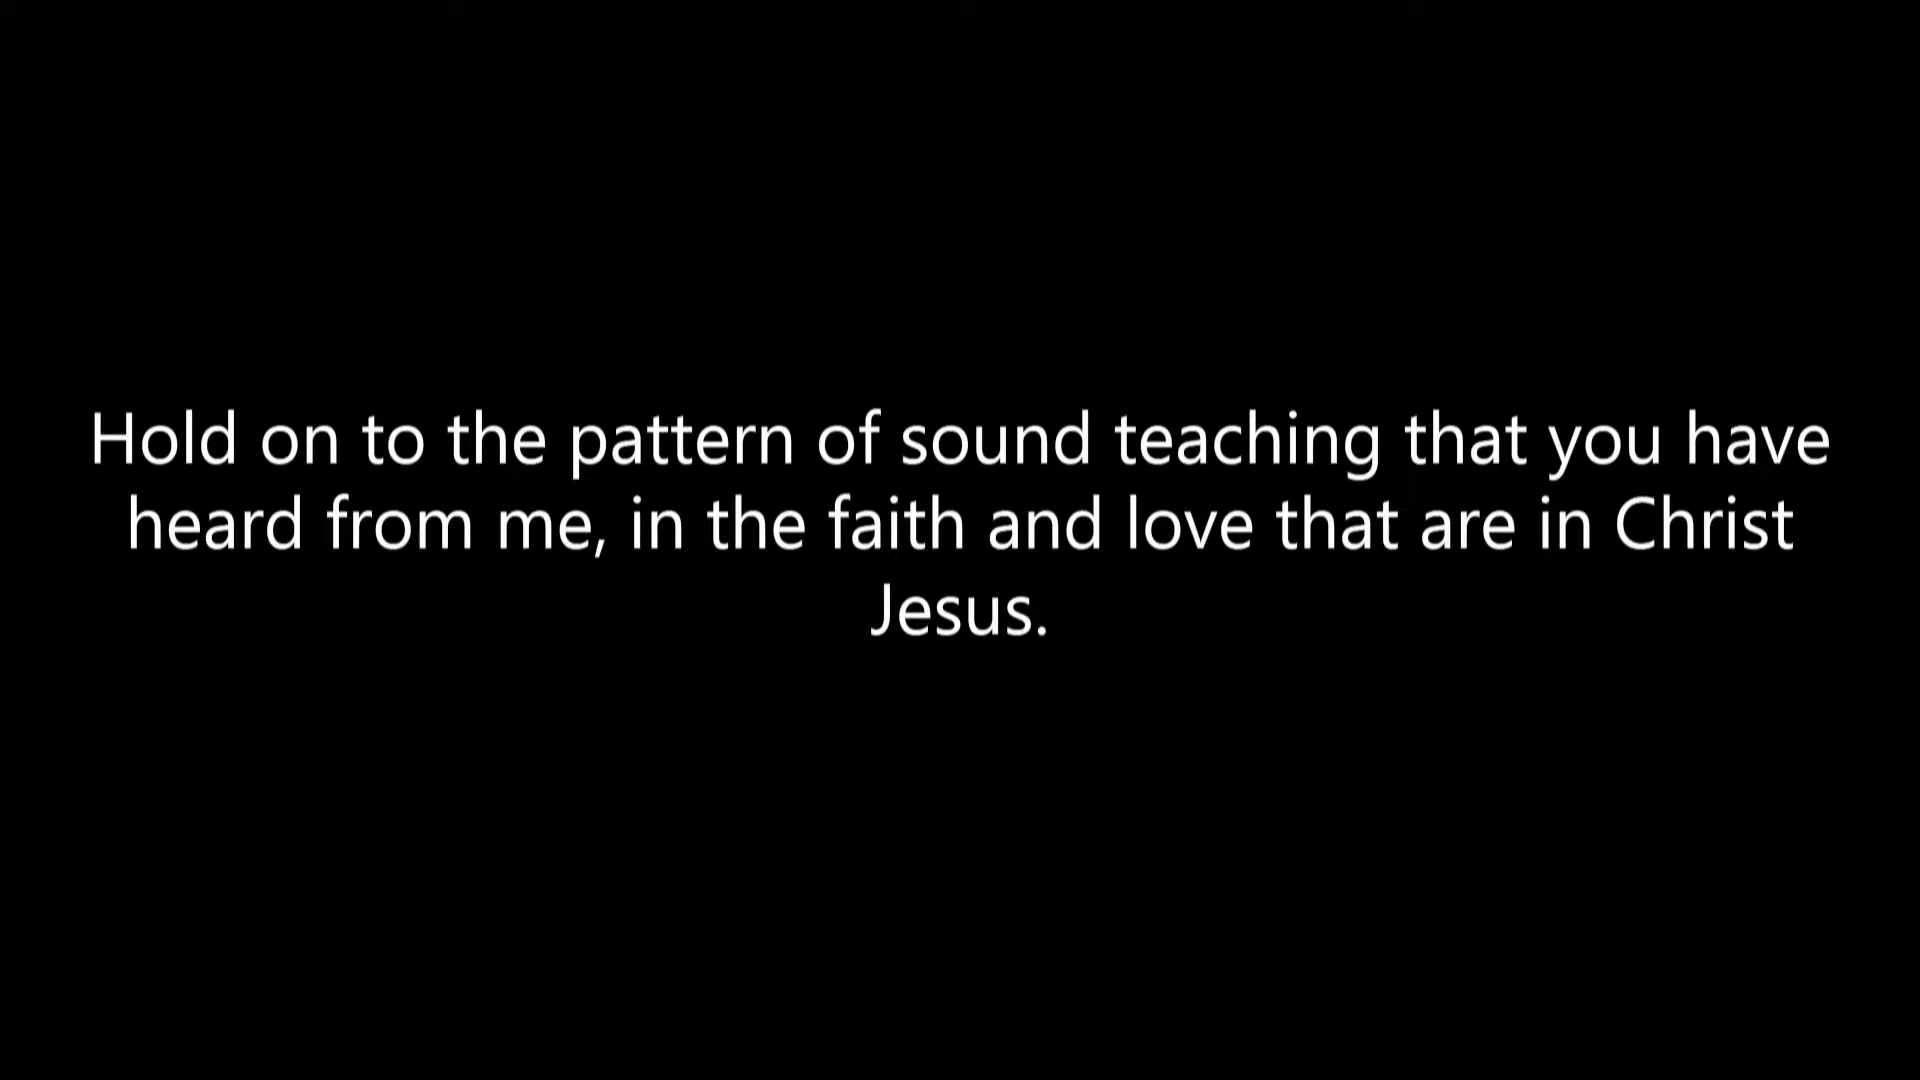 Hold on to the pattern of sound teaching that you have
heard from me, in the faith and love that are in Christ
Jesus.